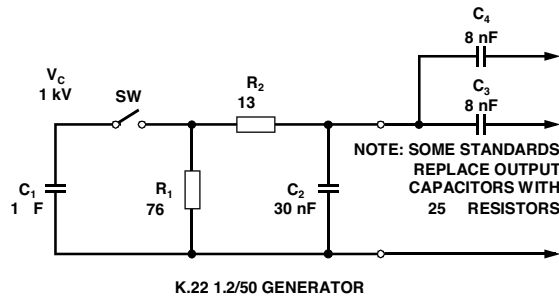 C4
8 nF
VC
1 kV
SW
R2
13
C3
8 nF
NOTE: SOME STANDARDS
REPLACE OUTPUT
CAPACITORS WITH
25 RESISTORS
C1
1 F
R1
76
C2
30 nF
K.22 1.2/50 GENERATOR